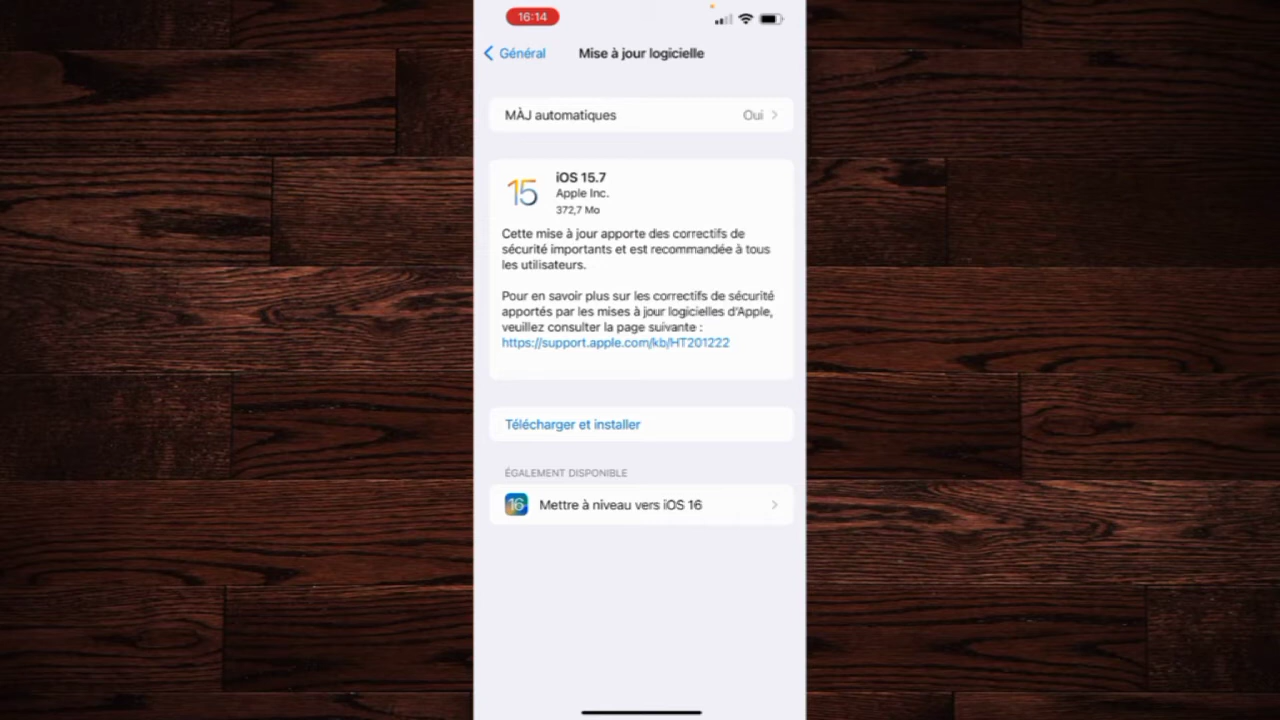 16:14
Général
Mise à jour logicielle
MÀJ automatiques
Oui
15
iOS 15.7
Apple Inc.
372,7 Mo
Cette mise à jour apporte des correctifs de
sécurité importants et est recommandée à tous
les utilisateurs.
Pour en savoir plus sur les correctifs de sécurité
apportés par les mises à jour logicielles d'Apple,
veuillez consulter la page suivante :
https://support.apple.com/kb/HT201222
Télécharger et installer
ÉGALEMENT DISPONIBLE
16
Mettre à niveau vers iOS 16